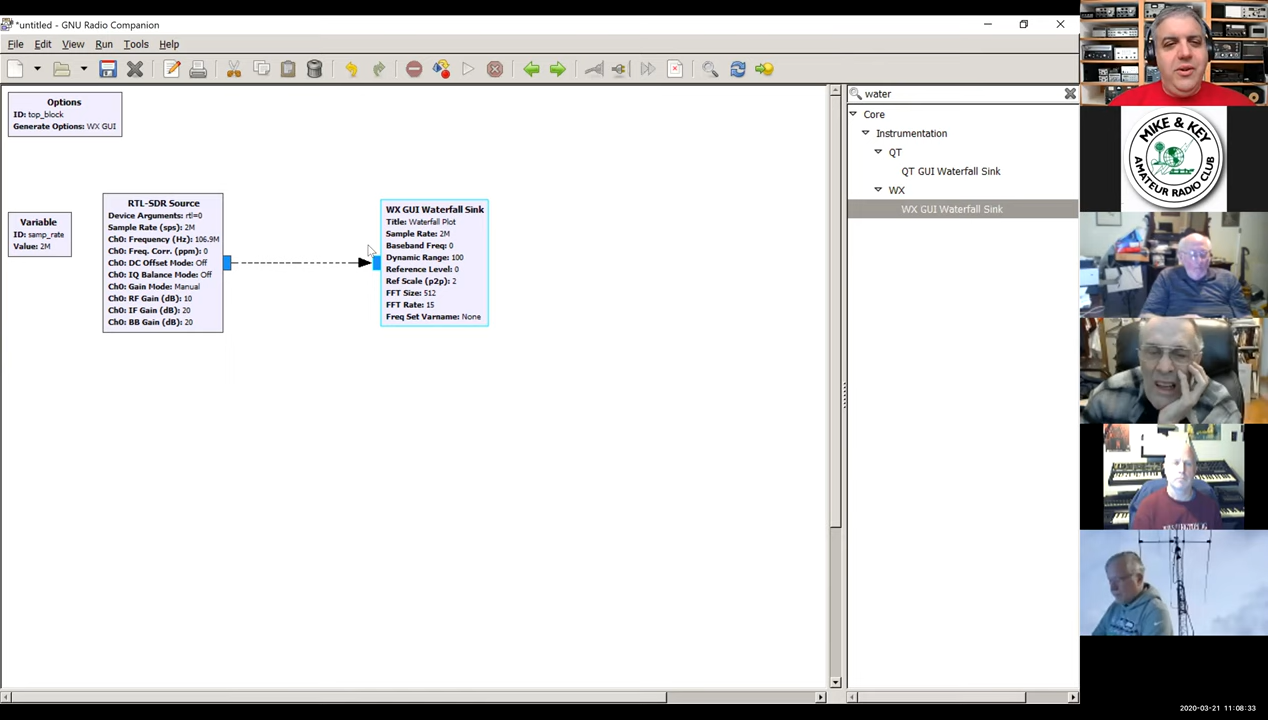 *untitled - GNU Radio Companion
File Edit View Run Tools Help
Options
ID: top_block
Generate Options: WX GUI
Variable
ID: samp_rate
Value: 2M
RTL-SDR Source
Device Arguments: rtl=0
Sample Rate (sps): 2M
Ch0: Frequency (Hz): 106.9M
Ch0: Freq. Corr. (ppm): 0
Ch0: DC Offset Mode: Off
Ch0: IQ Balance Mode: Off
Ch0: Gain Mode: Manual
Ch0: RF Gain (dB): 10
Ch0: IF Gain (dB): 20
Ch0: BB Gain (dB): 20
WX GUI Waterfall Sink
Title: Waterfall Plot
Sample Rate: 2M
Baseband Freq: 0
Dynamic Range: 100
Reference Level: 0
Ref Scale (p2p): 2
FFT Size: 512
FFT Rate: 15
Freq Set Varname: None
water
Core
Instrumentation
QT
QT GUI Waterfall Sink
WX
WX GUI Waterfall Sink
MIKE & KEY
AMATEUR RADIO CLUB
2020-03-21 11:08:33